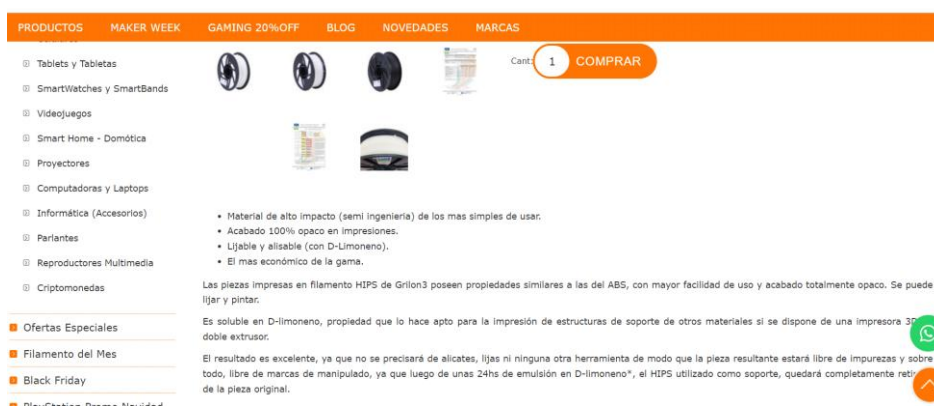 PRODUCTOS MAKER WEEK GAMING 20%OFF BLOG NOVEDADES MARCAS
Tablets y Tabletas
SmartWatches y SmartBands
Videojuegos
Smart Home - Domótica
Proyectores
Computadoras y Laptops
Informática (Accesorios)
Parlantes
Reproductores Multimedia
Criptomonedas
Ofertas Especiales
Filamento del Mes
Black Friday
PlayStation Promo Navidad
Cant: 1 COMPRAR
• Material de alto impacto (semi ingenieria) de los mas simples de usar.
• Acabado 100% opaco en impresiones.
• Lijable y alisable (con D-Limoneno).
• El mas económico de la gama.
Las piezas impresas en filamento HIPS de Grilon3 poseen propiedades similares a las del ABS, con mayor facilidad de uso y acabado totalmente opaco. Se puede
lijar y pintar.
Es soluble en D-limoneno, propiedad que lo hace apto para la impresión de estructuras de soporte de otros materiales si se dispone de una impresora 3D
doble extrusor.
El resultado es excelente, ya que no se precisará de alicates, lijas ni ninguna otra herramienta de modo que la pieza resultante estará libre de impurezas y sobre
todo, libre de marcas de manipulado, ya que luego de unas 24hs de emulsión en D-limoneno*, el HIPS utilizado como soporte, quedará completamente
de la pieza original.